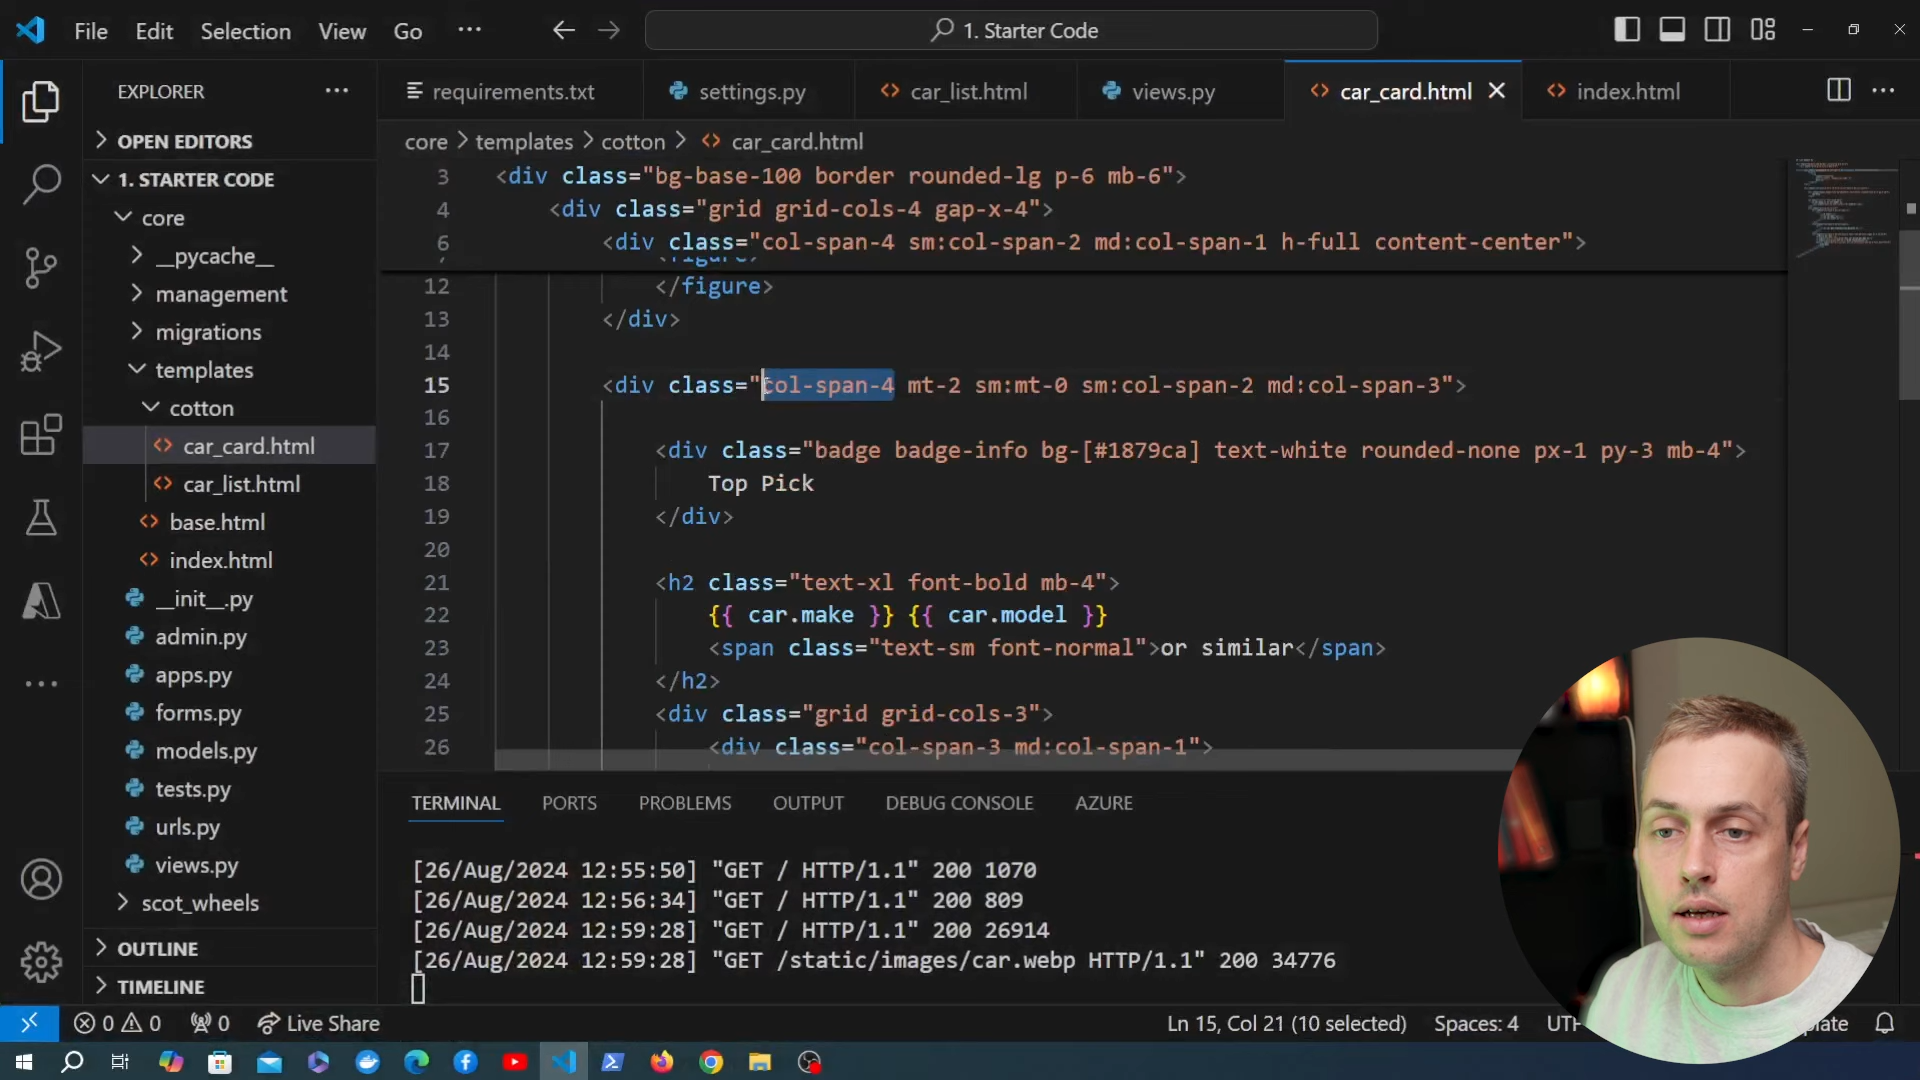 File Edit Selection View Go ··· 1. Starter Code
EXPLORER
OPEN EDITORS
1. STARTER CODE
core
__pycache__
management
migrations
templates
cotton
car_card.html
car_list.html
base.html
index.html
__init__.py
admin.py
apps.py
forms.py
models.py
tests.py
urls.py
views.py
scot_wheels
OUTLINE
TIMELINE
requirements.txt settings.py car_list.html views.py car_card.html index.html
core > templates > cotton > car_card.html
3 <div class="bg-base-100 border rounded-lg p-6 mb-6">
4 <div class="grid grid-cols-4 gap-x-4">
6 <div class="col-span-4 sm:col-span-2 md:col-span-1 h-full content-center">
12 </figure>
13 </div>
14
15 <div class="col-span-4 mt-2 sm:mt-0 sm:col-span-2 md:col-span-3">
16
17 <div class="badge badge-info bg-[#1879ca] text-white rounded-none px-1 py-3 mb-4">
18 Top Pick
19 </div>
20
21 <h2 class="text-xl font-bold mb-4">
22 {{ car.make }} {{ car.model }}
23 <span class="text-sm font-normal">or similar</span>
24 </h2>
25 <div class="grid grid-cols-3">
26 <div class="col-span-3 md:col-span-1">
TERMINAL PORTS PROBLEMS OUTPUT DEBUG CONSOLE AZURE
[26/Aug/2024 12:55:50] "GET / HTTP/1.1" 200 1070
[26/Aug/2024 12:56:34] "GET / HTTP/1.1" 200 809
[26/Aug/2024 12:59:28] "GET / HTTP/1.1" 200 26914
[26/Aug/2024 12:59:28] "GET /static/images/car.webp HTTP/1.1" 200 34776
0 0 0 Live Share Ln 15, Col 21 (10 selected) Spaces: 4